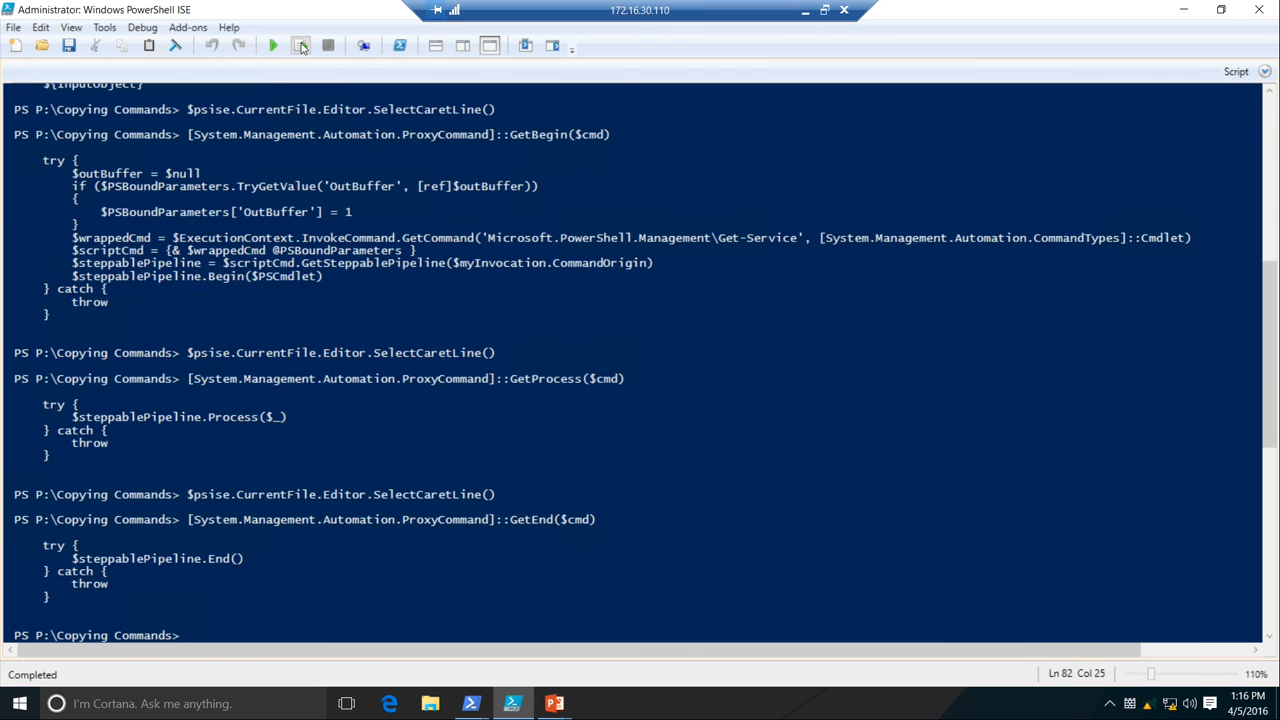 Administrator: Windows PowerShell ISE
172.16.30.110
File Edit View Tools Debug Add-ons Help
Script
${InputObject}
PS P:\Copying Commands> $psise.CurrentFile.Editor.SelectCaretLine()
PS P:\Copying Commands> [System.Management.Automation.ProxyCommand]::GetBegin($cmd)
try {
$outBuffer = $null
if ($PSBoundParameters.TryGetValue('OutBuffer', [ref]$outBuffer))
{
$PSBoundParameters['OutBuffer'] = 1
}
$wrappedCmd = $ExecutionContext.InvokeCommand.GetCommand('Microsoft.PowerShell.Management\Get-Service', [System.Management.Automation.CommandTypes]::Cmdlet)
$scriptCmd = {& $wrappedCmd @PSBoundParameters }
$steppablePipeline = $scriptCmd.GetSteppablePipeline($myInvocation.CommandOrigin)
$steppablePipeline.Begin($PSCmdlet)
} catch {
throw
}
PS P:\Copying Commands> $psise.CurrentFile.Editor.SelectCaretLine()
PS P:\Copying Commands> [System.Management.Automation.ProxyCommand]::GetProcess($cmd)
try {
$steppablePipeline.Process($_)
} catch {
throw
}
PS P:\Copying Commands> $psise.CurrentFile.Editor.SelectCaretLine()
PS P:\Copying Commands> [System.Management.Automation.ProxyCommand]::GetEnd($cmd)
try {
$steppablePipeline.End()
} catch {
throw
}
PS P:\Copying Commands>
Completed
Ln 82 Col 25
110%
I'm Cortana. Ask me anything.
1:16 PM
4/5/2016